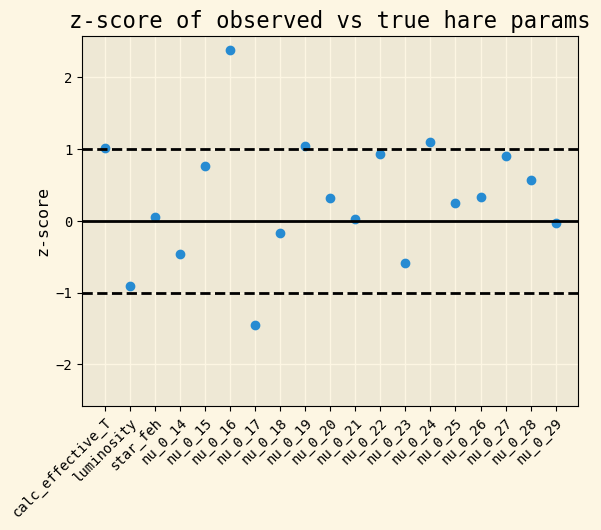 z-score of observed vs true hare params
z-score
2
1
0
−1
−2
calc_effective_T
luminosity
star_feh
nu_0_14
nu_0_15
nu_0_16
nu_0_17
nu_0_18
nu_0_19
nu_0_20
nu_0_21
nu_0_22
nu_0_23
nu_0_24
nu_0_25
nu_0_26
nu_0_27
nu_0_28
nu_0_29